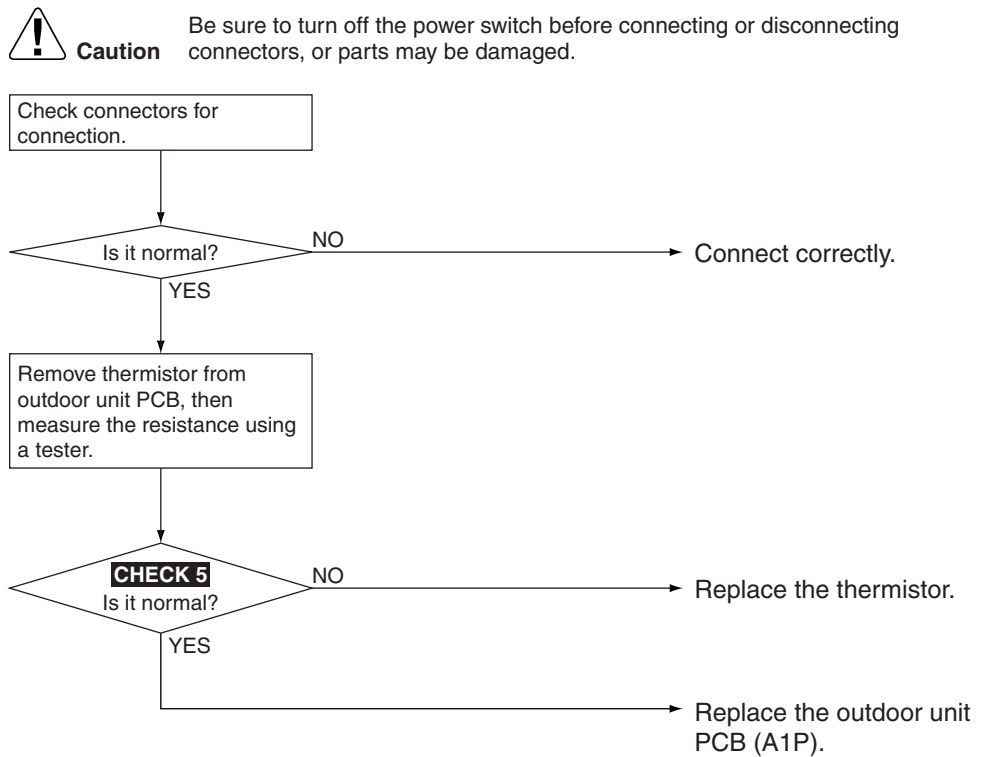 Be sure to turn off the power switch before connecting or disconnecting
Caution connectors, or parts may be damaged.
Check connectors for
connection.
Is it normal?
NO
Connect correctly.
YES
Remove thermistor from
outdoor unit PCB, then
measure the resistance using
a tester.
CHECK 5
Is it normal?
NO
Replace the thermistor.
YES
Replace the outdoor unit
PCB (A1P).